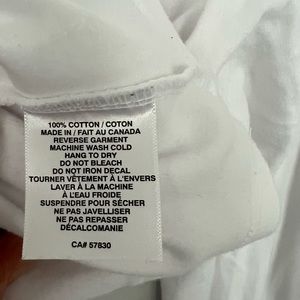 100% COTTON / COTON
MADE IN / FAIT AU CANADA
REVERSE GARMENT
MACHINE WASH COLD
HANG TO DRY
DO NOT BLEACH
DO NOT IRON DECAL
TOURNER VÊTEMENT À L'ENVERS
LAVER À LA MACHINE
À L'EAU FROIDE
SUSPENDRE POUR SÉCHER
NE PAS JAVELLISER
NE PAS REPASSER
DÉCALCOMANIE
CA# 57830